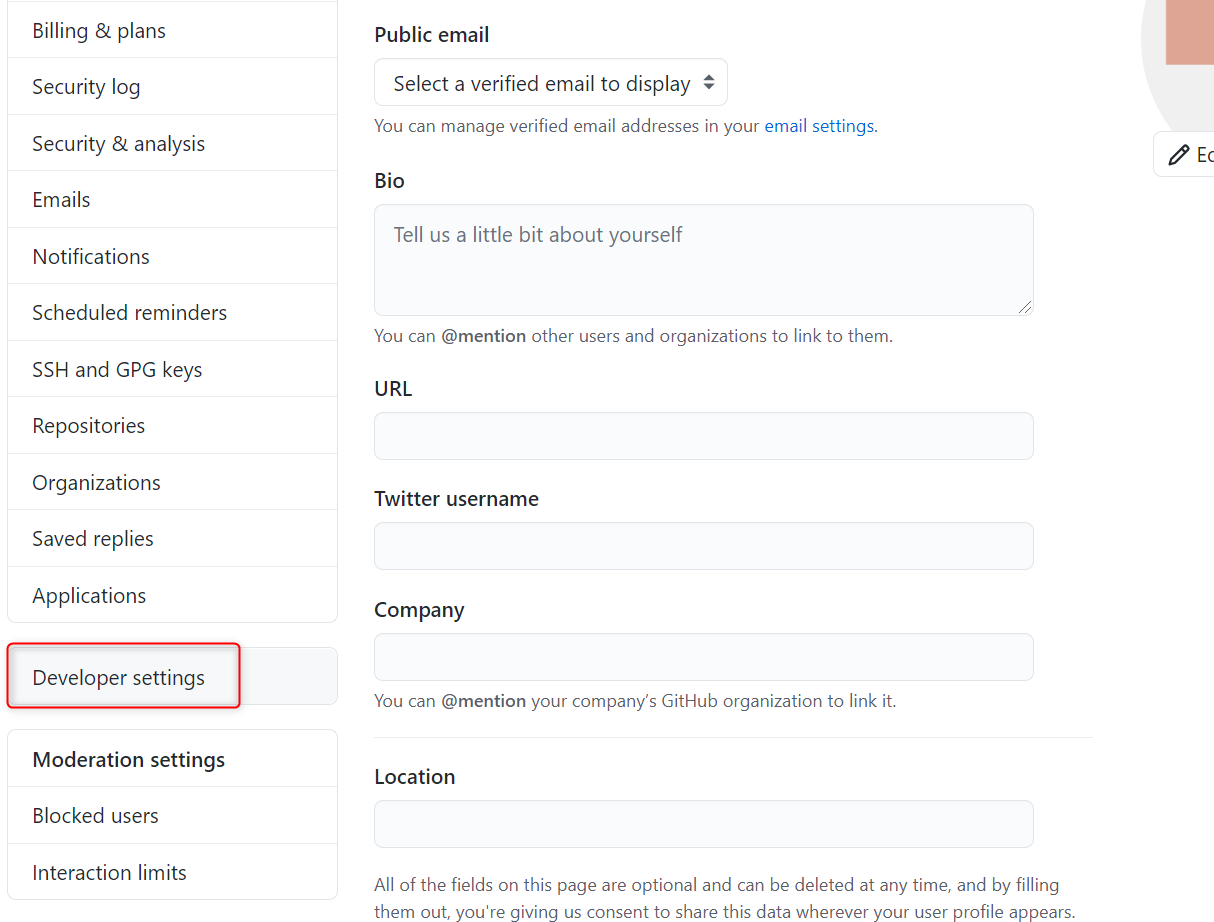 Billing & plans
Security log
Security & analysis
Emails
Notifications
Scheduled reminders
SSH and GPG keys
Repositories
Organizations
Saved replies
Applications
Developer settings
Moderation settings
Blocked users
Interaction limits
Public email
Select a verified email to display
You can manage verified email addresses in your email settings.
Bio
Tell us a little bit about yourself
You can @mention other users and organizations to link to them.
URL
Twitter username
Company
You can @mention your company's GitHub organization to link it.
Location
All of the fields on this page are optional and can be deleted at any time, and by filling
them out, you're giving us consent to share this data wherever your user profile appears.